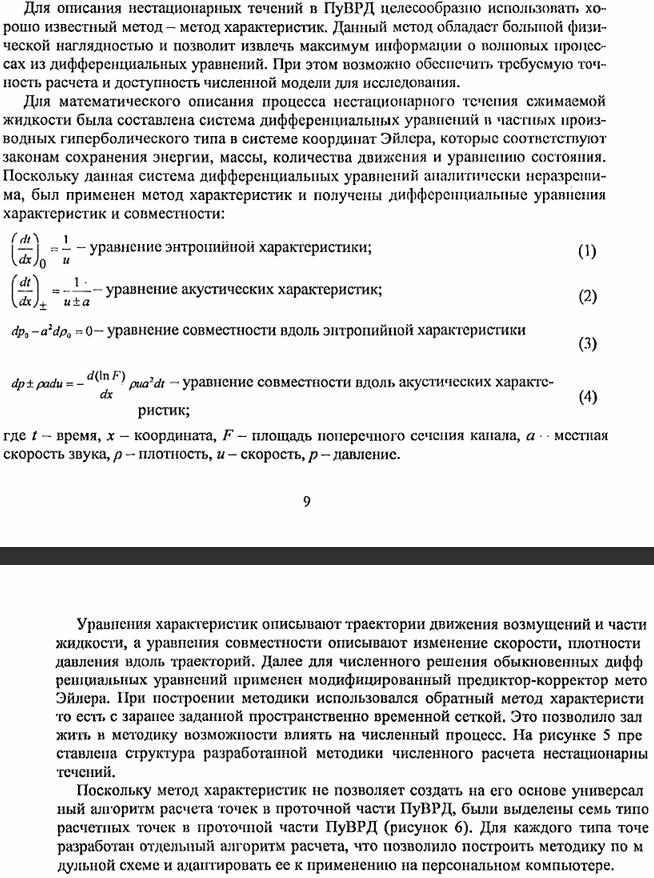 Для описания нестационарных течений в ПуВРД целесообразно использовать хо-
рошо известный метод – метод характеристик. Данный метод обладает большой физи-
ческой наглядностью и позволит извлечь максимум информации о волновых процес-
сах из дифференциальных уравнений. При этом возможно обеспечить требуемую точ-
ность расчета и доступность численной модели для исследования.
Для математического описания процесса нестационарного течения сжимаемой
жидкости была составлена система дифференциальных уравнений в частных произ-
водных гиперболического типа в системе координат Эйлера, которые соответствуют
законам сохранения энергии, массы, количества движения и уравнению состояния.
Поскольку данная система дифференциальных уравнений аналитически неразреши-
ма, был применен метод характеристик и получены дифференциальные уравнения
характеристик и совместности:
(dt/dx)₀ = 1/u – уравнение энтропийной характеристики; (1)
(dt/dx)± = 1/(u ± a) – уравнение акустических характеристик; (2)
dp₀ – a²dρ₀ = 0 – уравнение совместности вдоль энтропийной характеристики
(3)
dp ± ρadu = – d(ln F)/dx ρua²dt – уравнение совместности вдоль акустических характе- (4)
ристик;
где t – время, x – координата, F – площадь поперечного сечения канала, a - местная
скорость звука, ρ – плотность, u – скорость, p – давление.
9
Уравнения характеристик описывают траектории движения возмущений и части
жидкости, а уравнения совместности описывают изменение скорости, плотности
давления вдоль траекторий. Далее для численного решения обыкновенных дифф
ренциальных уравнений применен модифицированный предиктор-корректор мето
Эйлера. При построении методики использовался обратный метод характеристи
то есть с заранее заданной пространственно временной сеткой. Это позволило зал
жить в методику возможности влиять на численный процесс. На рисунке 5 пре
ставлена структура разработанной методики численного расчета нестационарны
течений.
Поскольку метод характеристик не позволяет создать на его основе универсал
ный алгоритм расчета точек в проточной части ПуВРД, были выделены семь типо
расчетных точек в проточной части ПуВРД (рисунок 6). Для каждого типа точе
разработан отдельный алгоритм расчета, что позволило построить методику по м
дульной схеме и адаптировать ее к применению на персональном компьютере.